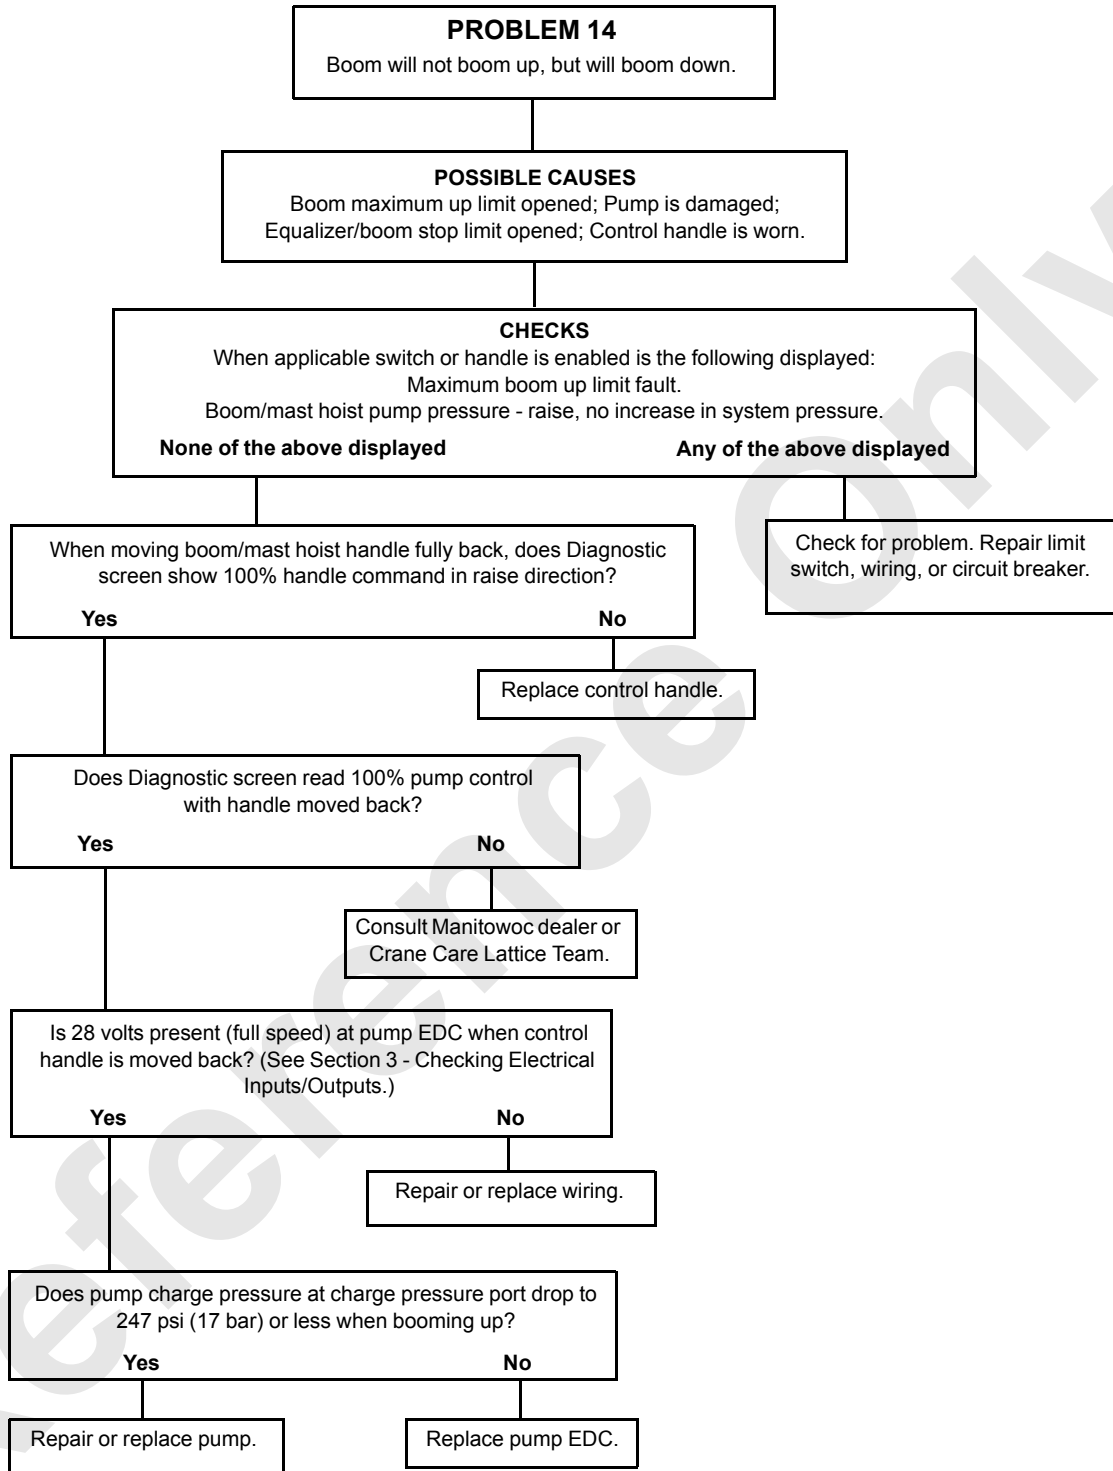 PROBLEM 14
Boom will not boom up, but will boom down.
POSSIBLE CAUSES
Boom maximum up limit opened; Pump is damaged;
Equalizer/boom stop limit opened; Control handle is worn.
CHECKS
When applicable switch or handle is enabled is the following displayed:
Maximum boom up limit fault.
Boom/mast hoist pump pressure - raise, no increase in system pressure.
None of the above displayed
Any of the above displayed
When moving boom/mast hoist handle fully back, does Diagnostic
screen show 100% handle command in raise direction?
Yes
No
Check for problem. Repair limit
switch, wiring, or circuit breaker.
Replace control handle.
Does Diagnostic screen read 100% pump control
with handle moved back?
Yes
No
Consult Manitowoc dealer or
Crane Care Lattice Team.
Is 28 volts present (full speed) at pump EDC when control
handle is moved back? (See Section 3 - Checking Electrical
Inputs/Outputs.)
Yes
No
Repair or replace wiring.
Does pump charge pressure at charge pressure port drop to
247 psi (17 bar) or less when booming up?
Yes
No
Repair or replace pump.
Replace pump EDC.
Reference Only